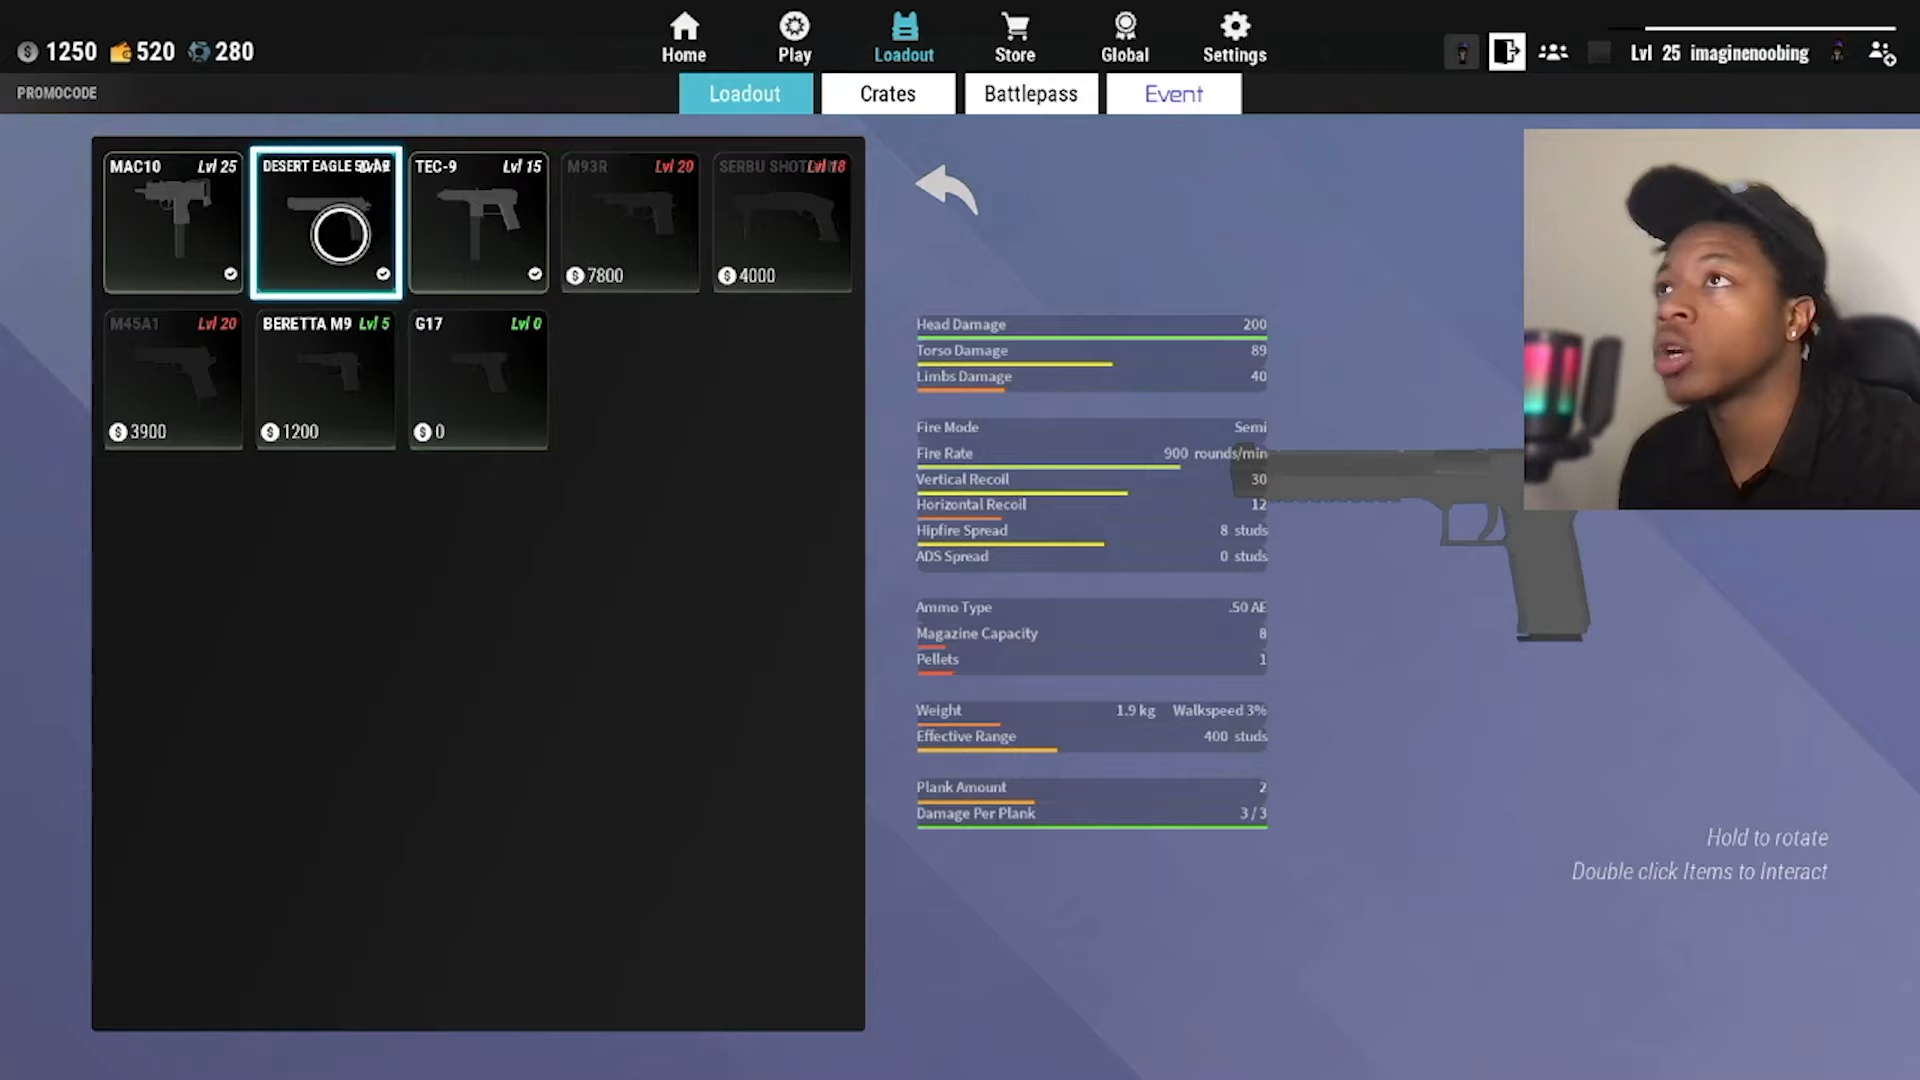 1250 520 280
Home Play Loadout Store Global Settings
Lvl 25 imaginenoobing
PROMOCODE
Loadout Crates Battlepass Event
MAC10 Lvl 25
DESERT EAGLE
TEC-9 Lvl 15
M93R Lvl 20
7800
SERBU Lvl 18
4000
M45A1 Lvl 20
3900
BERETTA M9 Lvl 5
1200
G17 Lvl 0
0
Head Damage 200
Torso Damage 89
Limbs Damage 40
Fire Mode Semi
Fire Rate 900 rounds/min
Vertical Recoil 30
Horizontal Recoil 12
Hipfire Spread 8 studs
ADS Spread 0 studs
Ammo Type .50 AE
Magazine Capacity 8
Pellets 1
Weight 1.9 kg Walkspeed 3%
Effective Range 400 studs
Plank Amount 2
Damage Per Plank 3 / 3
Hold to rotate
Double click Items to Interact